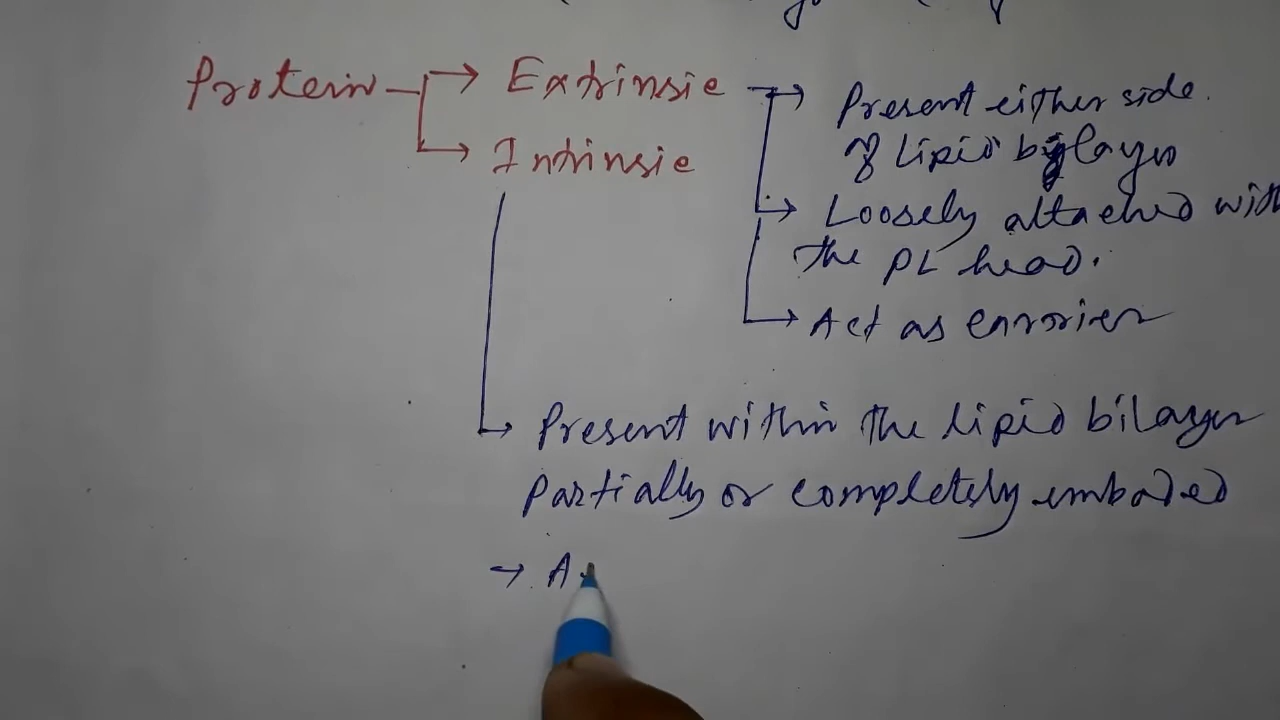 Protein → Extrinsic → Present either side.
of Lipid bilayer
→ Intrinsic
→ Loosely attached with
the PL head.
→ Act as carrier
→ Present within the lipid bilayer
Partially or completely embaded
→ A